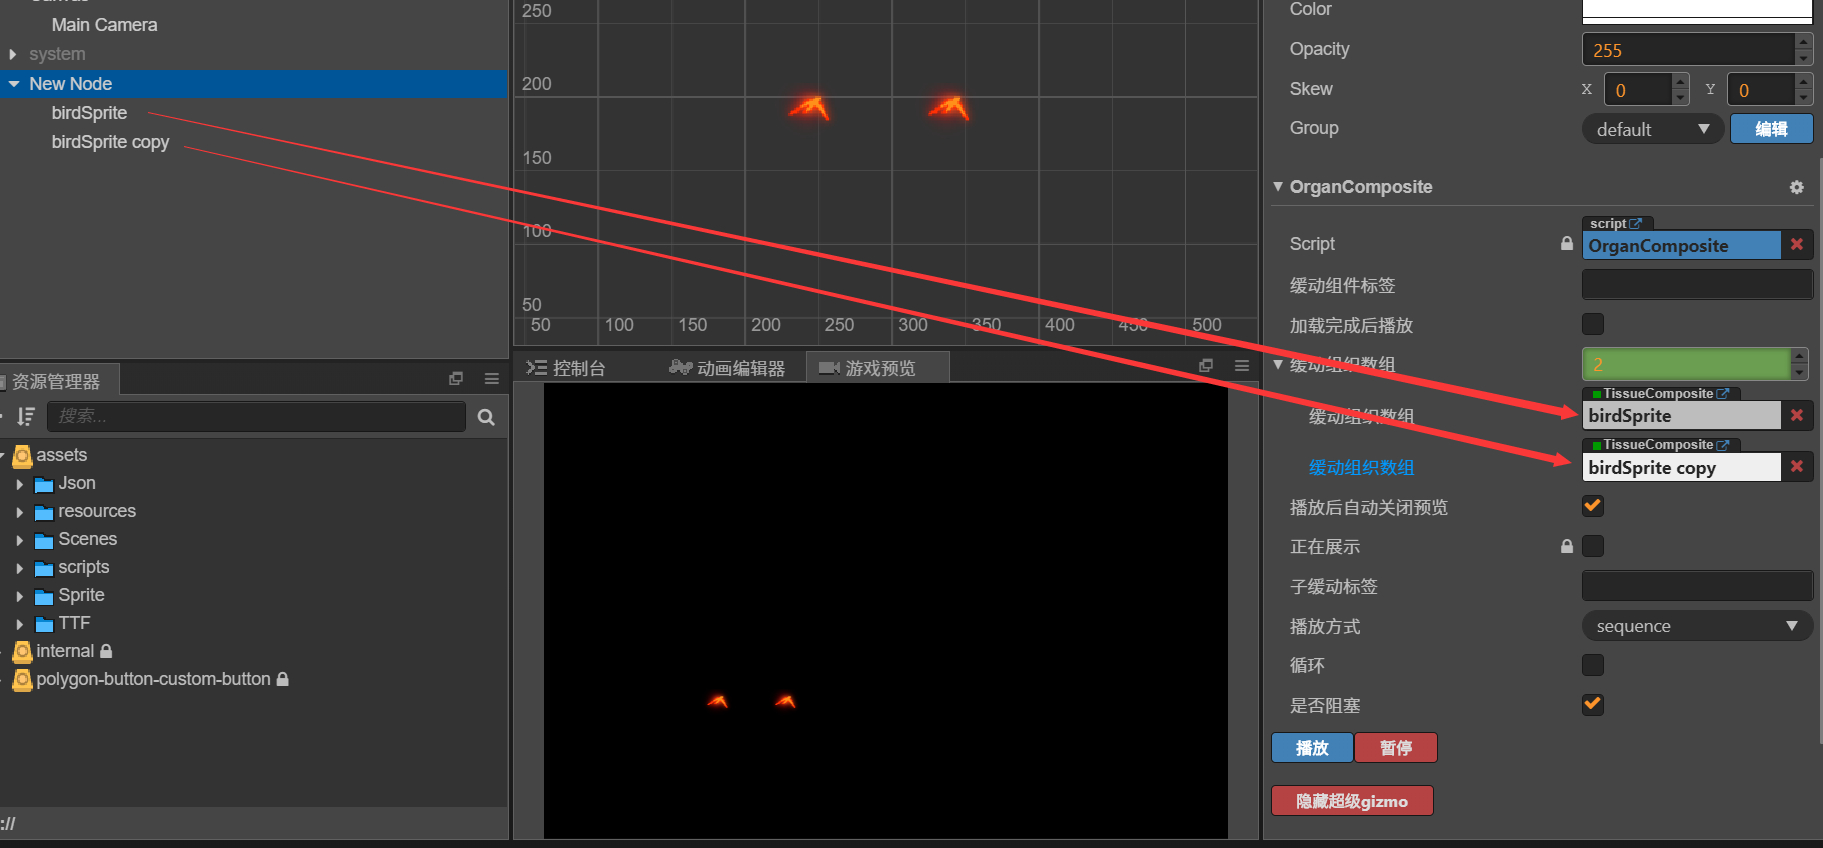 Main Camera
system
New Node
birdSprite
birdSprite copy
资源管理器
搜索...
assets
Json
resources
Scenes
scripts
Sprite
TTF
internal
polygon-button-custom-button
://
250
200
150
100
50
50 100 150 200 250 300 350 400 450 500
控制台 动画编辑器 游戏预览
Color
Opacity 255
Skew X 0 Y 0
Group default 编辑
OrganComposite
script
Script OrganComposite
缓动组件标签
加载完成后播放
缓动组织数组 2
TissueComposite
缓动组织数组 birdSprite
TissueComposite
缓动组织数组 birdSprite copy
播放后自动关闭预览
正在展示
子缓动标签
播放方式 sequence
循环
是否阻塞
播放 暂停
隐藏超级gizmo